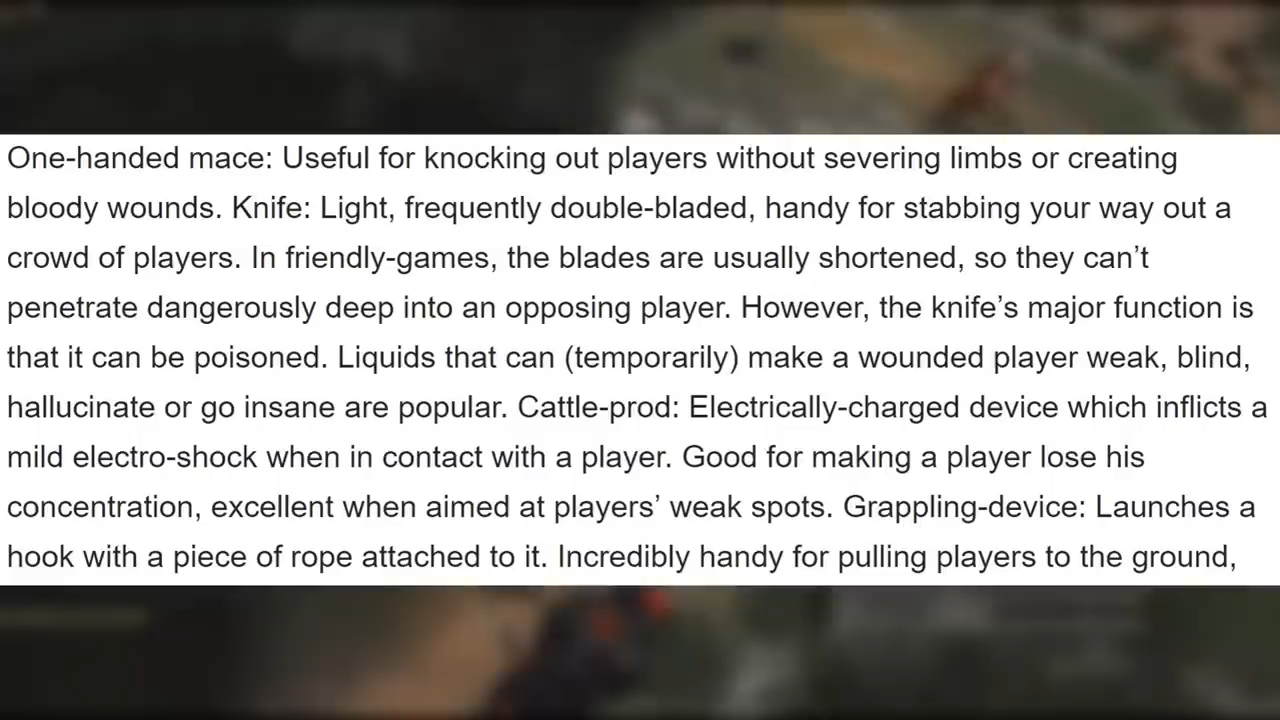 One-handed mace: Useful for knocking out players without severing limbs or creating
bloody wounds. Knife: Light, frequently double-bladed, handy for stabbing your way out a
crowd of players. In friendly-games, the blades are usually shortened, so they can’t
penetrate dangerously deep into an opposing player. However, the knife’s major function is
that it can be poisoned. Liquids that can (temporarily) make a wounded player weak, blind,
hallucinate or go insane are popular. Cattle-prod: Electrically-charged device which inflicts a
mild electro-shock when in contact with a player. Good for making a player lose his
concentration, excellent when aimed at players’ weak spots. Grappling-device: Launches a
hook with a piece of rope attached to it. Incredibly handy for pulling players to the ground,